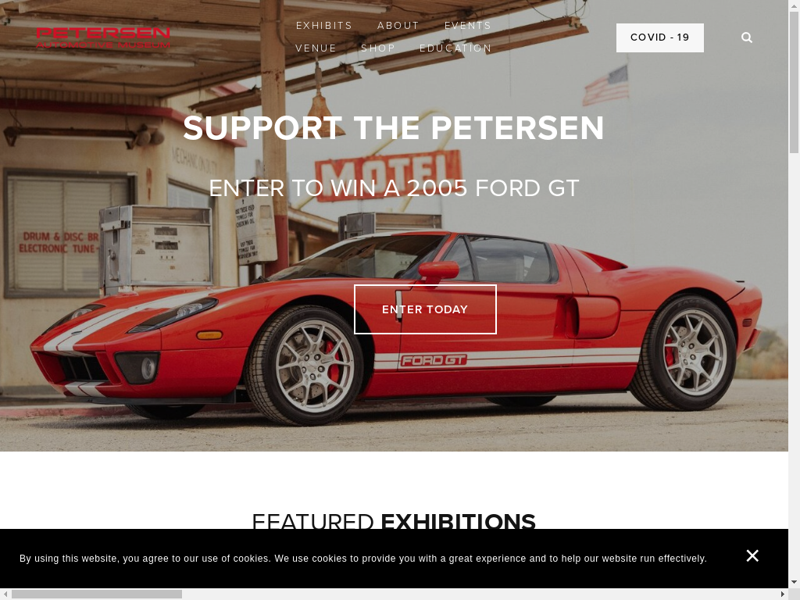 PETERSEN
AUTOMOTIVE MUSEUM
EXHIBITS ABOUT EVENTS
VENUE SHOP EDUCATION
COVID - 19
SUPPORT THE PETERSEN
ENTER TO WIN A 2005 FORD GT
MOTEL
DRUM & DISC BR
ELECTRONIC TUNE
ENTER TODAY
FORD GT
FEATURED EXHIBITIONS
By using this website, you agree to our use of cookies. We use cookies to provide you with a great experience and to help our website run effectively.